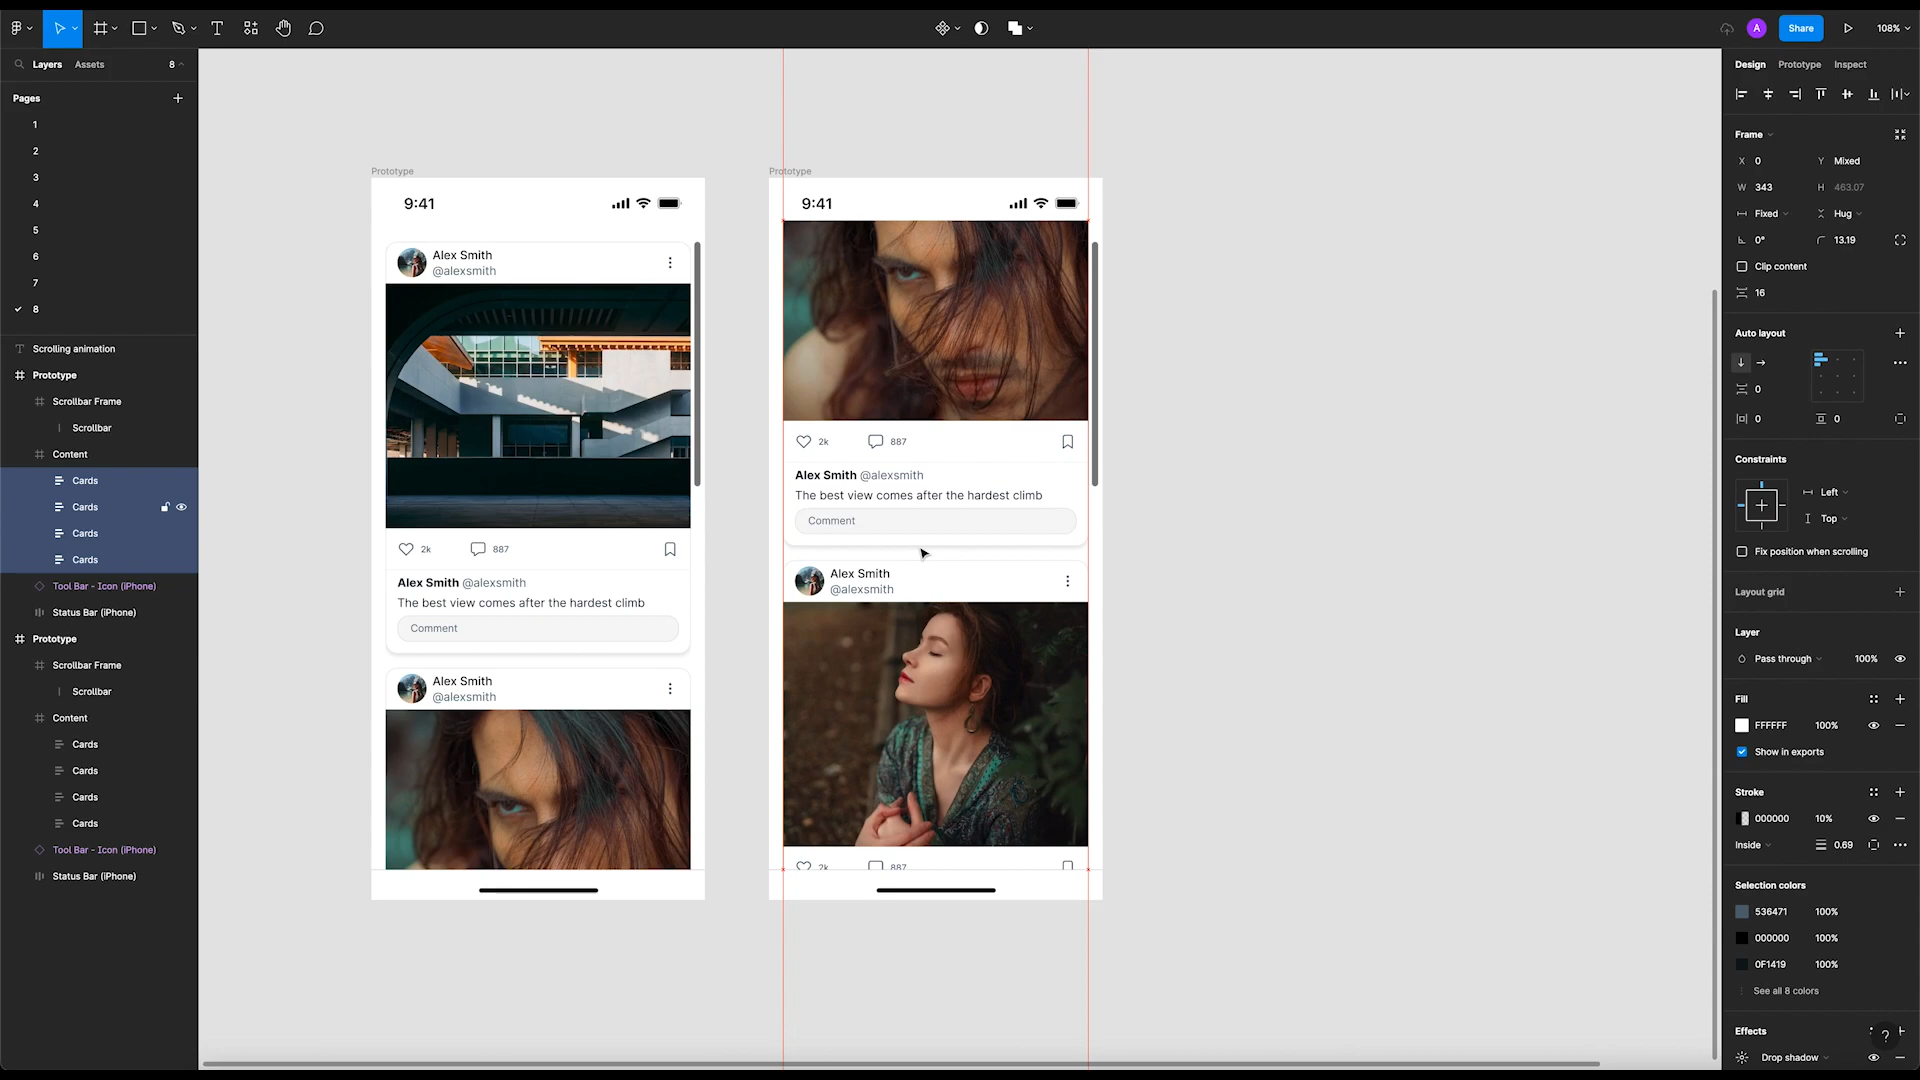 Share
108%
A
Layers
Assets
8
Pages
1
2
3
4
5
6
7
8
Scrolling animation
Prototype
Scrollbar Frame
Scrollbar
Content
Cards
Cards
Cards
Cards
Tool Bar - Icon (iPhone)
Status Bar (iPhone)
Prototype
Scrollbar Frame
Scrollbar
Content
Cards
Cards
Cards
Cards
Tool Bar - Icon (iPhone)
Status Bar (iPhone)
Prototype
9:41
Alex Smith
@alexsmith
2k
887
Alex Smith @alexsmith
The best view comes after the hardest climb
Comment
Alex Smith
@alexsmith
Prototype
9:41
2k
887
Alex Smith @alexsmith
The best view comes after the hardest climb
Comment
Alex Smith
@alexsmith
2k
887
Design
Prototype
Inspect
Frame
X 0
Y Mixed
W 343
H 463.07
Fixed
Hug
0°
13.19
Clip content
16
Auto layout
0
0
0
Constraints
Left
Top
Fix position when scrolling
Layout grid
Layer
Pass through
100%
Fill
FFFFFF 100%
Show in exports
Stroke
000000 10%
Inside
0.69
Selection colors
536471 100%
000000 100%
0F1419 100%
See all 8 colors
Effects
?
Drop shadow